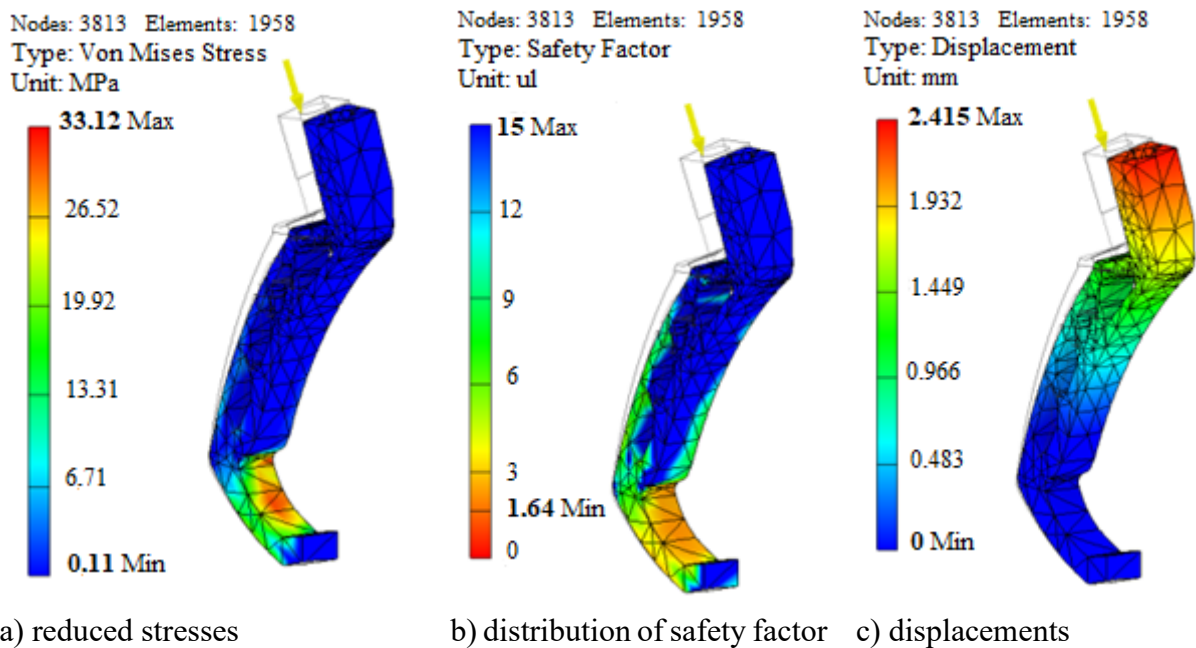 Nodes: 3813 Elements: 1958
Type: Von Mises Stress
Unit: MPa
33.12 Max
26.52
19.92
13.31
6.71
0.11 Min
Nodes: 3813 Elements: 1958
Type: Safety Factor
Unit: ul
15 Max
12
9
6
3
1.64 Min
0
Nodes: 3813 Elements: 1958
Type: Displacement
Unit: mm
2.415 Max
1.932
1.449
0.966
0.483
0 Min
a) reduced stresses
b) distribution of safety factor
c) displacements